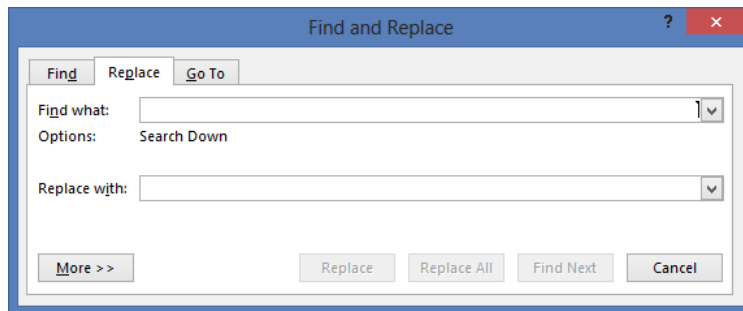 Find and Replace
?
Find Replace Go To
Find what:
Options: Search Down
Replace with:
More >> Replace Replace All Find Next Cancel